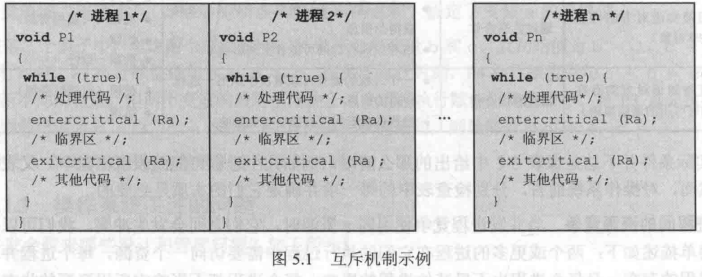 /* 进程1*/
void P1
{
while (true) {
/* 处理代码 */;
entercritical (Ra);
/* 临界区 */;
exitcritical (Ra);
/* 其他代码 */;
}
}
/* 进程2*/
void P2
{
while (true) {
/* 处理代码 */;
entercritical (Ra);
/* 临界区 */;
exitcritical (Ra);
/* 其他代码 */;
}
}
…
/*进程n */
void Pn
{
while (true) {
/* 处理代码*/;
entercritical (Ra);
/* 临界区 */;
exitcritical (Ra);
/* 其他代码 */;
}
}
图 5.1 互斥机制示例